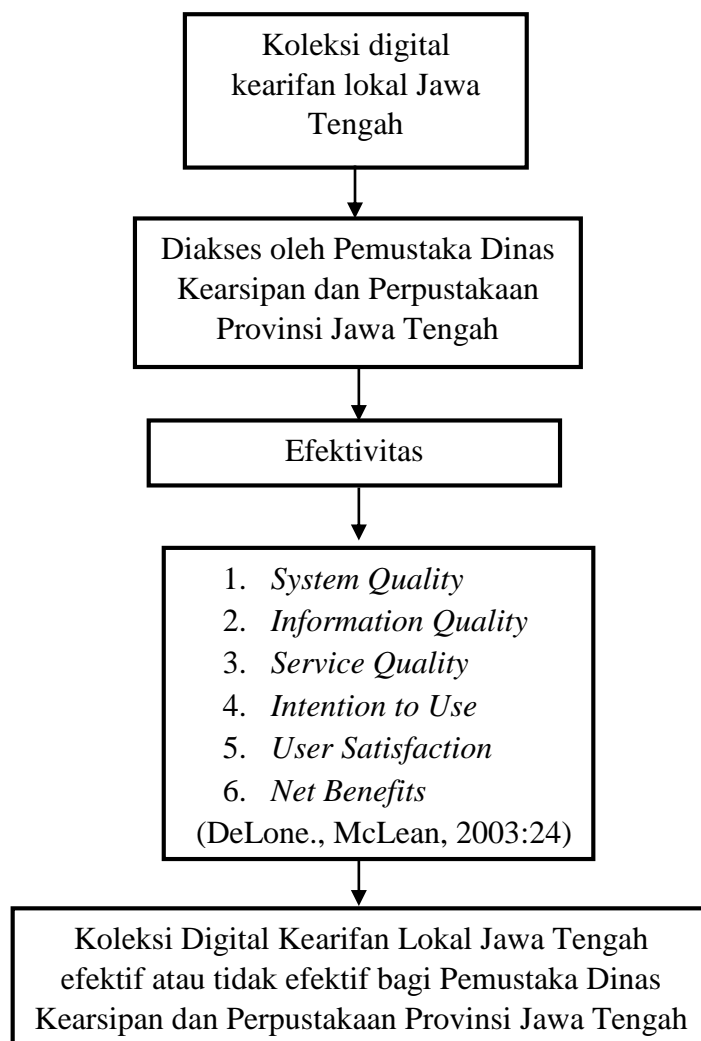 Koleksi digital
kearifan lokal Jawa
Tengah
Diakses oleh Pemustaka Dinas
Kearsipan dan Perpustakaan
Provinsi Jawa Tengah
Efektivitas
1. System Quality
2. Information Quality
3. Service Quality
4. Intention to Use
5. User Satisfaction
6. Net Benefits
(DeLone., McLean, 2003:24)
Koleksi Digital Kearifan Lokal Jawa Tengah
efektif atau tidak efektif bagi Pemustaka Dinas
Kearsipan dan Perpustakaan Provinsi Jawa Tengah